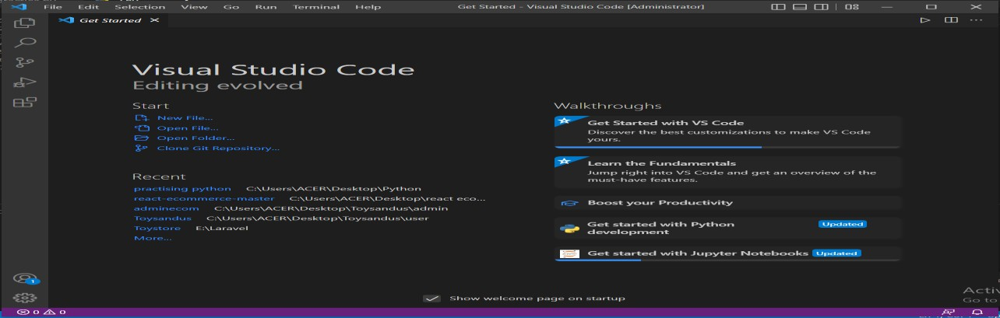 File Edit Selection View Go Run Terminal Help Get Started - Visual Studio Code [Administrator]
Get Started
Visual Studio Code
Editing evolved
Start
New File...
Open File...
Open Folder...
Clone Git Repository...
Recent
practising python C:\Users\ACER\Desktop\Python
react-ecommerce-master C:\Users\ACER\Desktop\react eco...
adminecom C:\Users\ACER\Desktop\Toysandus\admin
Toysandus C:\Users\ACER\Desktop\Toysandus\user
Toystore E:\Laravel
More...
Walkthroughs
Get Started with VS Code
Discover the best customizations to make VS Code
yours.
Learn the Fundamentals
Jump right into VS Code and get an overview of the
must-have features.
Boost your Productivity
Get started with Python Updated
development
Get started with Jupyter Notebooks Updated
Show welcome page on startup
1
Activ
Go to
0 0